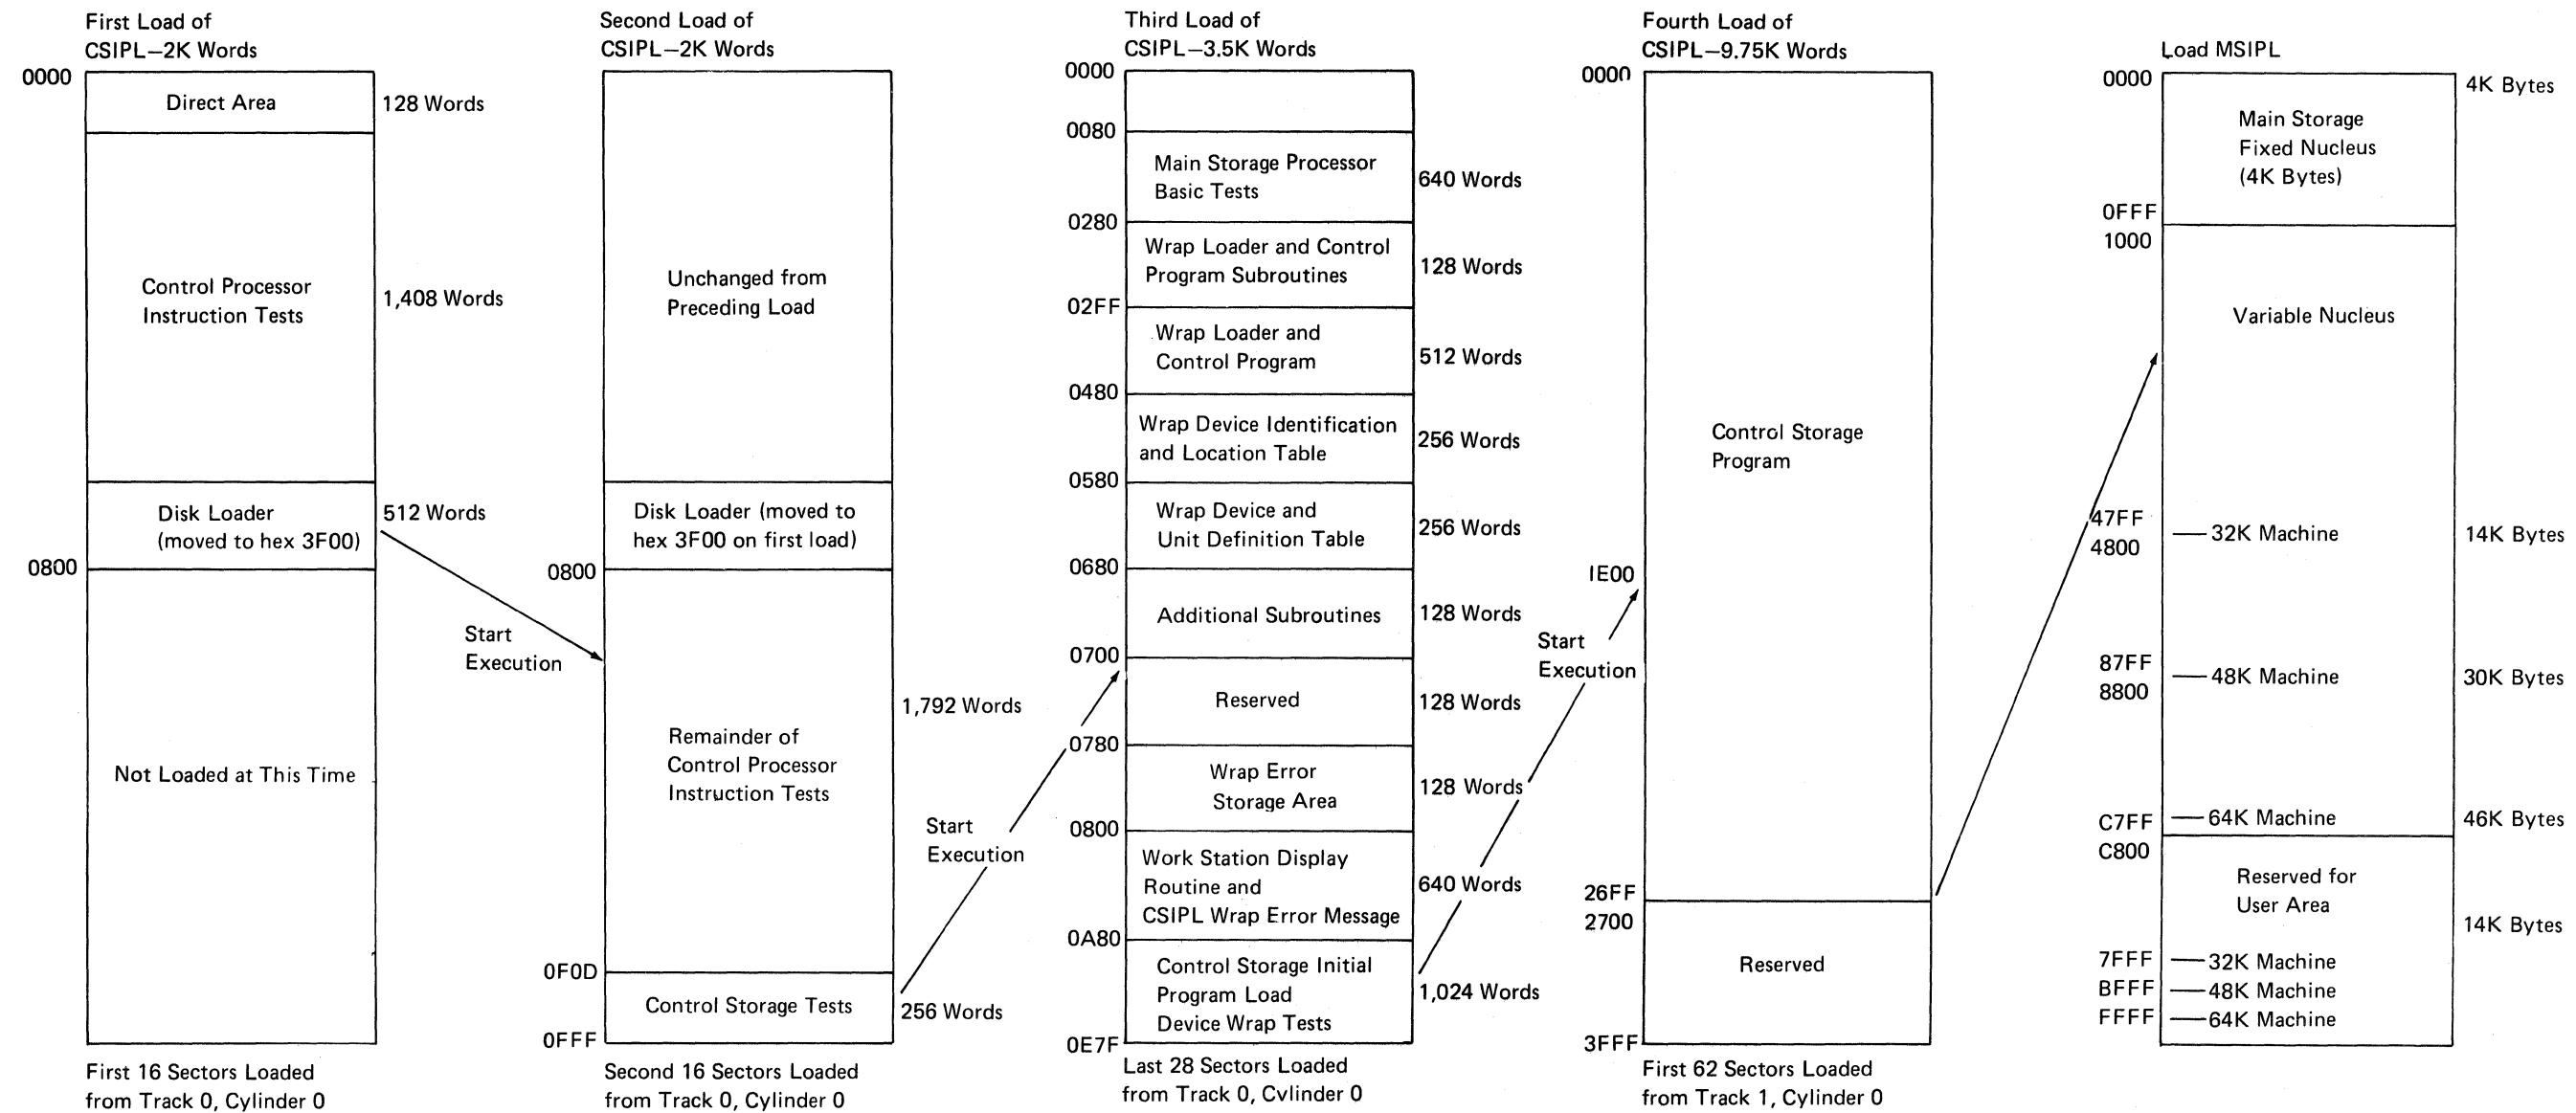 First Load of
CSIPL—2K Words
0000
Direct Area
128 Words
Control Processor
Instruction Tests
1,408 Words
Disk Loader
(moved to hex 3F00)
512 Words
0800
Not Loaded at This Time
First 16 Sectors Loaded
from Track 0, Cylinder 0
Start
Execution
Second Load of
CSIPL—2K Words
Unchanged from
Preceding Load
Disk Loader (moved to
hex 3F00 on first load)
0800
Remainder of
Control Processor
Instruction Tests
1,792 Words
0F0D
Control Storage Tests
256 Words
0FFF
Second 16 Sectors Loaded
from Track 0, Cylinder 0
Start
Execution
Third Load of
CSIPL—3.5K Words
0000
0080
Main Storage Processor
Basic Tests
640 Words
0280
Wrap Loader and Control
Program Subroutines
128 Words
02FF
Wrap Loader and
Control Program
512 Words
0480
Wrap Device Identification
and Location Table
256 Words
0580
Wrap Device and
Unit Definition Table
256 Words
0680
Additional Subroutines
128 Words
0700
Reserved
128 Words
0780
Wrap Error
Storage Area
128 Words
0800
Work Station Display
Routine and
CSIPL Wrap Error Message
640 Words
0A80
Control Storage Initial
Program Load
Device Wrap Tests
1,024 Words
0E7F
Last 28 Sectors Loaded
from Track 0, Cylinder 0
Start
Execution
Fourth Load of
CSIPL—9.75K Words
0000
Control Storage
Program
IE00
26FF
2700
Reserved
3FFF
First 62 Sectors Loaded
from Track 1, Cylinder 0
Load MSIPL
0000
4K Bytes
Main Storage
Fixed Nucleus
(4K Bytes)
0FFF
1000
Variable Nucleus
47FF
4800
32K Machine
14K Bytes
87FF
8800
48K Machine
30K Bytes
C7FF
C800
64K Machine
46K Bytes
Reserved for
User Area
14K Bytes
7FFF
32K Machine
BFFF
48K Machine
FFFF
64K Machine